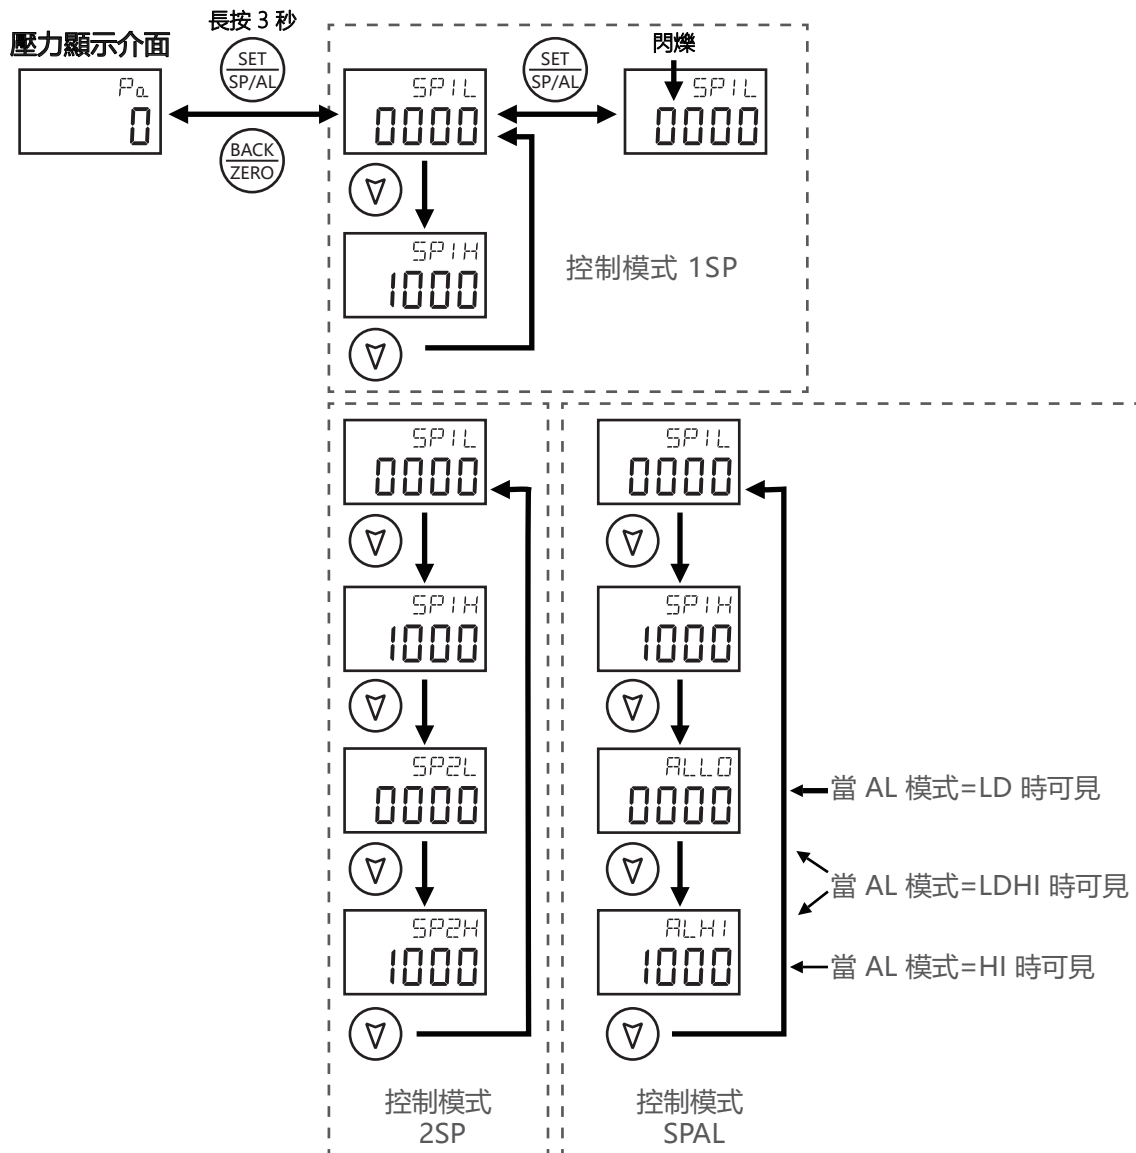 長按 3 秒
壓力顯示介面
SET
SP/AL
Pa
0
BACK
ZERO
SP1L
0000
SET
SP/AL
閃爍
SP1L
0000
SP1H
1000
控制模式 1SP
SP1L
0000
SP1H
1000
SP2L
0000
SP2H
1000
控制模式
2SP
SP1L
0000
SP1H
1000
ALLO
0000
ALHI
1000
當 AL 模式=LD 時可見
當 AL 模式=LDHI 時可見
當 AL 模式=HI 時可見
控制模式
SPAL